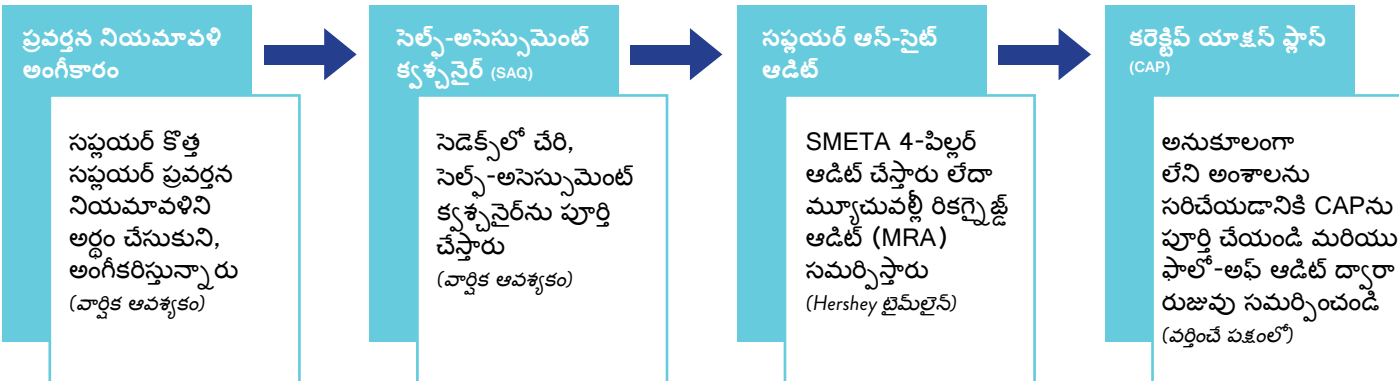 ప్రవర్తన నియమావళి
అంగీకారం
సప్లయర్ కొత్త
సప్లయర్ ప్రవర్తన
నియమావళిని
అర్థం చేసుకుని,
అంగీకరిస్తున్నారు
(వార్షిక ఆవశ్యకం)
సెల్ఫ్-అసెస్సుమెంట్
క్వశ్చనైర్ (SAQ)
సెడెక్స్‌లో చేరి,
సెల్ఫ్-అసెస్సుమెంట్
క్వశ్చనైర్‌ను పూర్తి
చేస్తారు
(వార్షిక ఆవశ్యకం)
సప్లయర్ ఆన్-సైట్
ఆడిట్
SMETA 4-పిల్లర్
ఆడిట్ చేస్తారు లేదా
మ్యూచువల్లీ రికగ్నైజ్డ్
ఆడిట్ (MRA)
సమర్పిస్తారు
(Hershey టైమ్‌లైన్)
కరెక్టివ్ యాక్షన్ ప్లాన్
(CAP)
అనుకూలంగా
లేని అంశాలను
సరిచేయడానికి CAPను
పూర్తి చేయండి మరియు
ఫాలో-అఫ్ ఆడిట్ ద్వారా
రుజువు సమర్పించండి
(వర్తించే పక్షంలో)